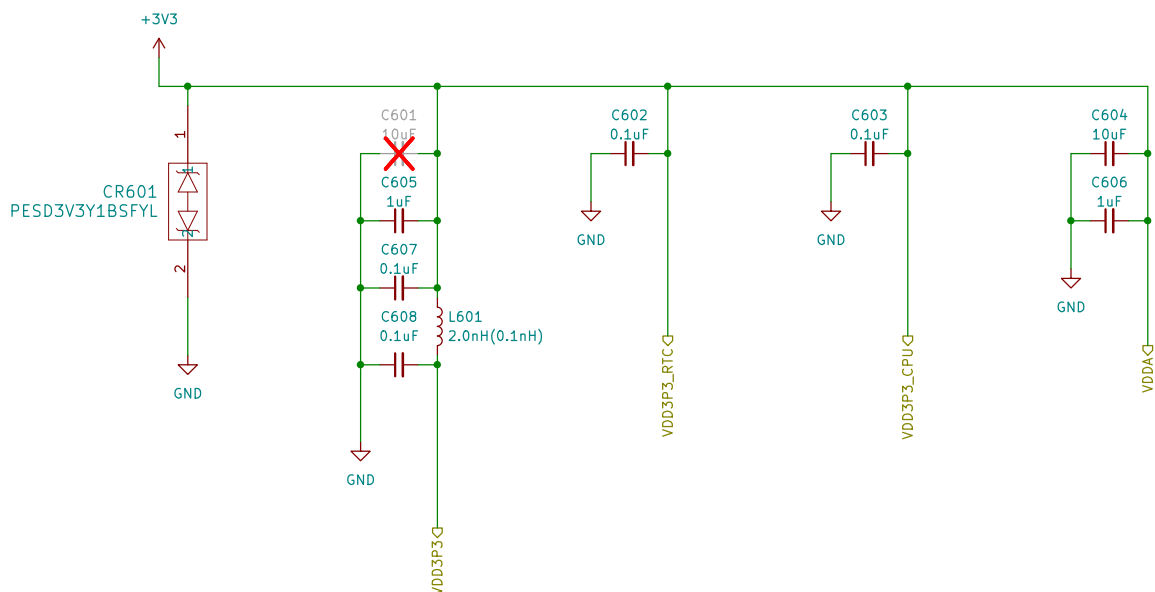 +3V3
C601
10uF
C602
0.1uF
C603
0.1uF
C604
10uF
1
1
CR601
PESD3V3Y1BSFYL
2
2
C605
1uF
C606
1uF
GND
GND
C607
0.1uF
GND
C608
0.1uF
L601
2.0nH(0.1nH)
GND
VDD3P3_RTC
VDD3P3_CPU
VDDA
GND
VDD3P3